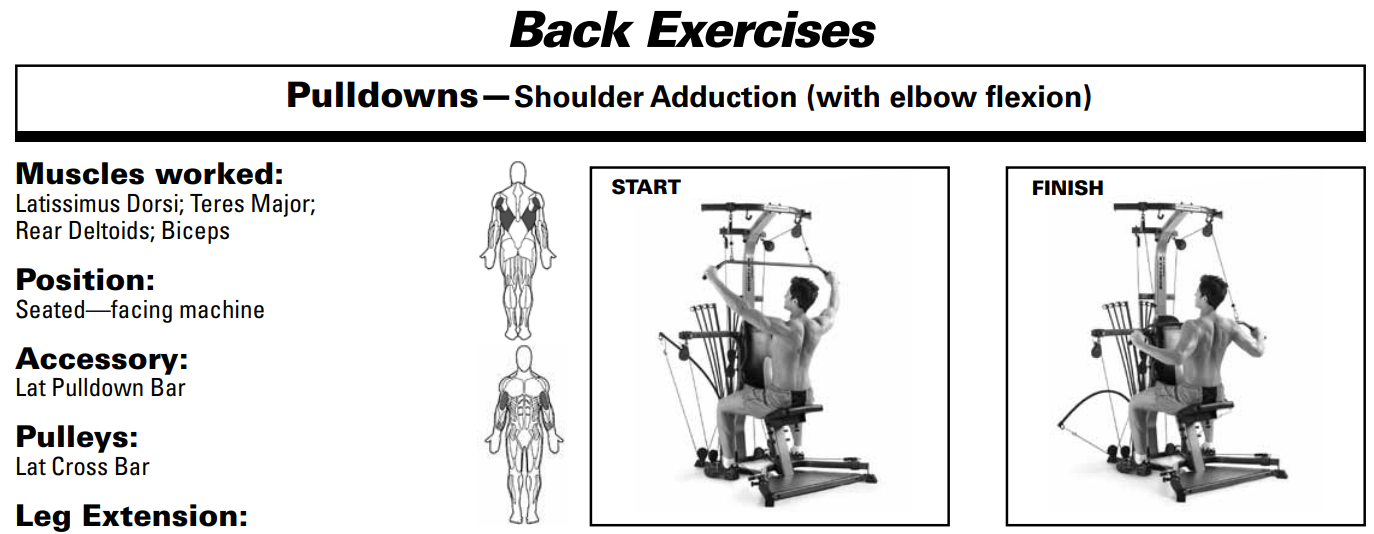 Back Exercises
Pulldowns—Shoulder Adduction (with elbow flexion)
Muscles worked:
Latissimus Dorsi; Teres Major;
Rear Deltoids; Biceps
Position:
Seated—facing machine
Accessory:
Lat Pulldown Bar
Pulleys:
Lat Cross Bar
Leg Extension:
START
FINISH